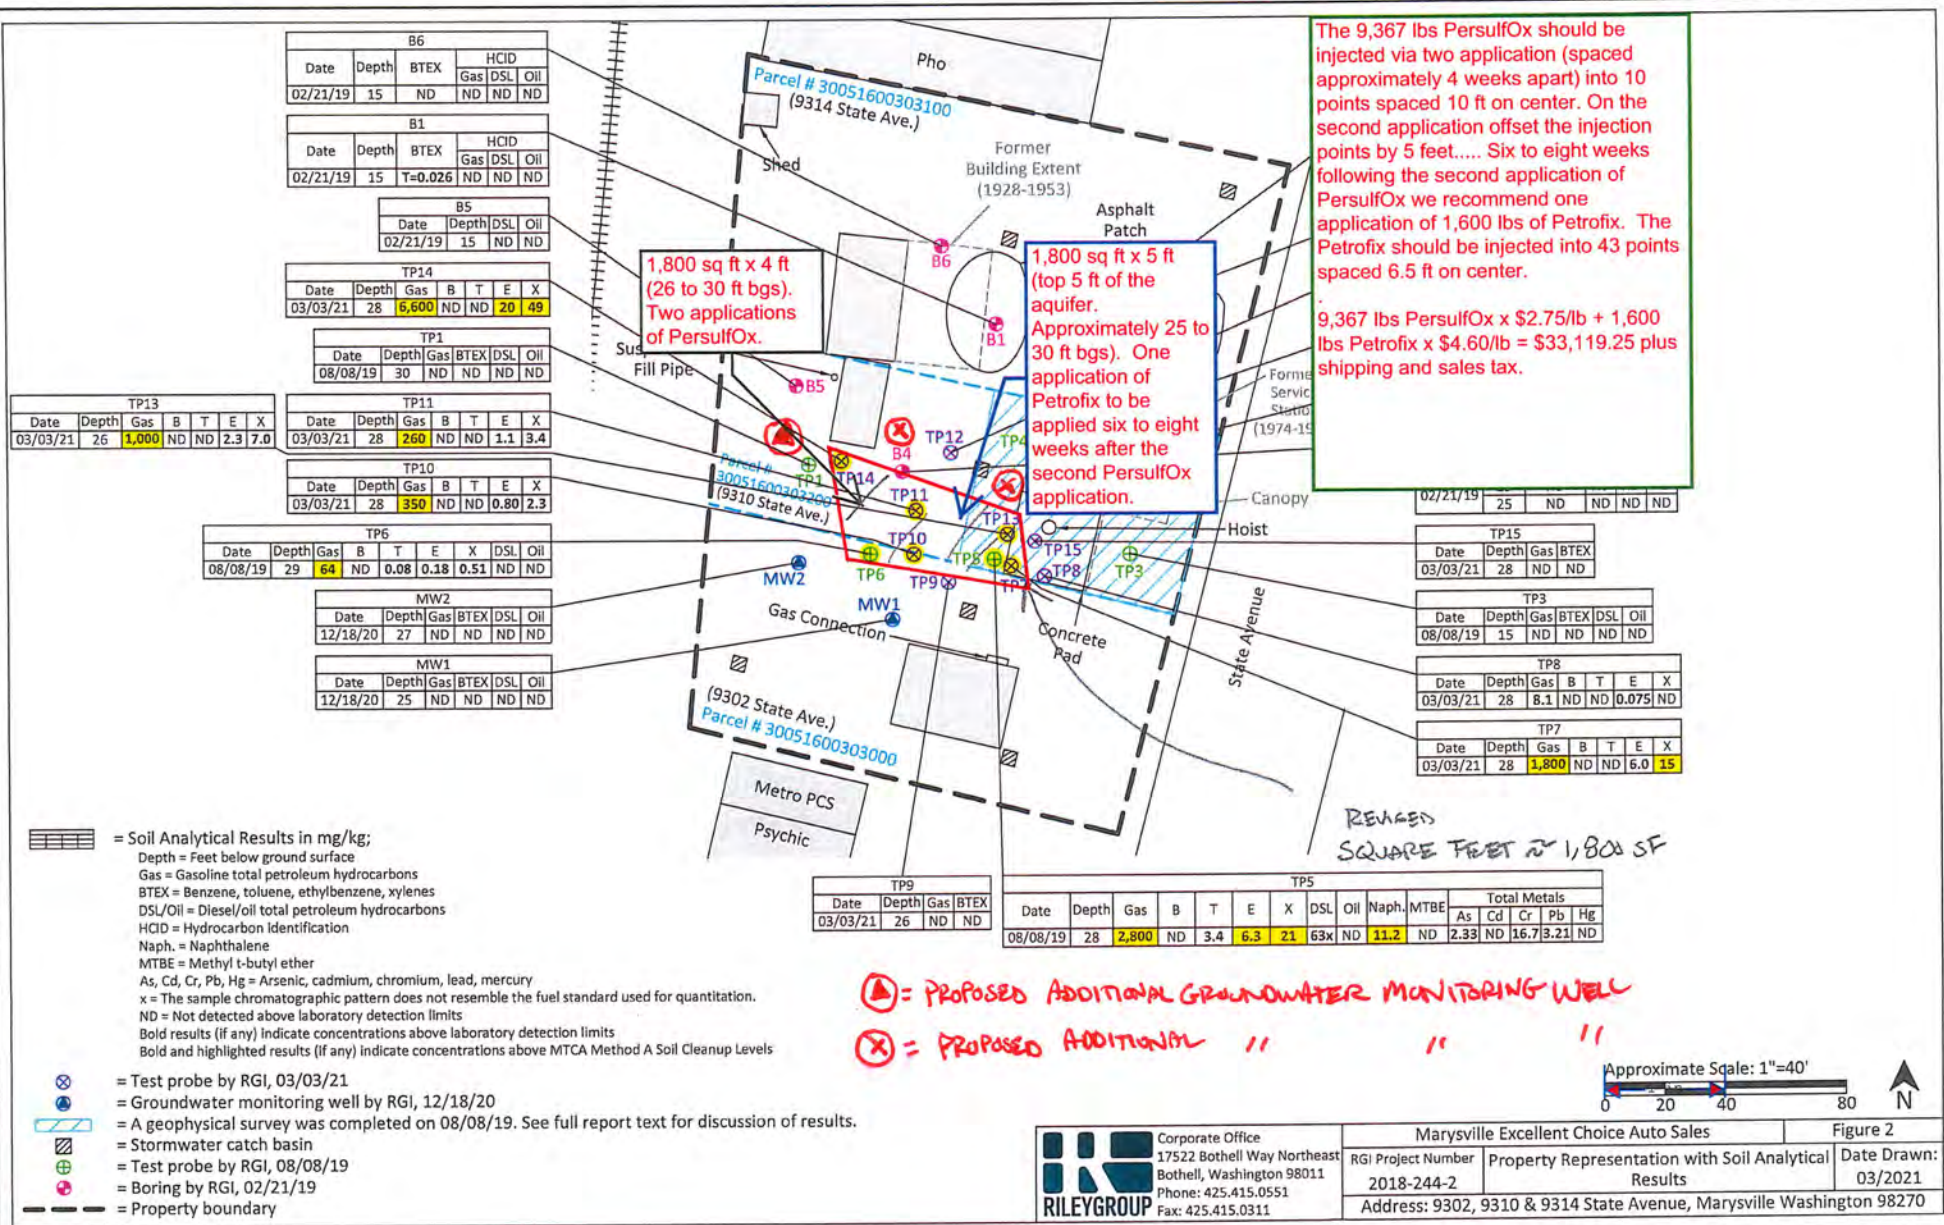 B6
Date Depth BTEX HCID
Gas DSL Oil
02/21/19 15 ND ND ND ND
B1
Date Depth BTEX HCID
Gas DSL Oil
02/21/19 15 T=0.026 ND ND ND
B5
Date Depth DSL Oil
02/21/19 15 ND ND
TP14
Date Depth Gas B T E X
03/03/21 28 6,600 ND ND 20 49
TP1
Date Depth Gas BTEX DSL Oil
08/08/19 30 ND ND ND ND
TP13
Date Depth Gas B T E X
03/03/21 26 1,000 ND ND 2.3 7.0
TP11
Date Depth Gas B T E X
03/03/21 28 260 ND ND 1.1 3.4
TP10
Date Depth Gas B T E X
03/03/21 28 350 ND ND 0.80 2.3
TP6
Date Depth Gas B T E X DSL Oil
08/08/19 29 64 ND 0.08 0.18 0.51 ND ND
MW2
Date Depth Gas BTEX DSL Oil
12/18/20 27 ND ND ND ND
MW1
Date Depth Gas BTEX DSL Oil
12/18/20 25 ND ND ND ND
Pho
Parcel # 30051600303100
(9314 State Ave.)
Shed
Former
Building Extent
(1928-1953)
Asphalt
Patch
B6
B1
B5
Fill Pipe
1,800 sq ft x 4 ft
(26 to 30 ft bgs).
Two applications
of PersulfOx.
1,800 sq ft x 5 ft
(top 5 ft of the
aquifer.
Approximately 25 to
30 ft bgs). One
application of
Petrofix to be
applied six to eight
weeks after the
second PersulfOx
application.
The 9,367 lbs PersulfOx should be
injected via two application (spaced
approximately 4 weeks apart) into 10
points spaced 10 ft on center. On the
second application offset the injection
points by 5 feet..... Six to eight weeks
following the second application of
PersulfOx we recommend one
application of 1,600 lbs of Petrofix. The
Petrofix should be injected into 43 points
spaced 6.5 ft on center.
.
9,367 lbs PersulfOx x $2.75/lb + 1,600
lbs Petrofix x $4.60/lb = $33,119.25 plus
shipping and sales tax.
TP12
B4
TP1
TP14
Parcel #
30051600303200
(9310 State Ave.)
TP11
TP13
TP10
TP15
TP6
TP5
TP9
TP8
TP3
MW2
MW1
Canopy
Hoist
Gas Connection
Concrete
Pad
State Avenue
(9302 State Ave.)
Parcel # 30051600303000
Metro PCS
Psychic
02/21/19
25 ND ND ND ND
TP15
Date Depth Gas BTEX
03/03/21 28 ND ND
TP3
Date Depth Gas BTEX DSL Oil
08/08/19 15 ND ND ND ND
TP8
Date Depth Gas B T E X
03/03/21 28 8.1 ND ND 0.075 ND
TP7
Date Depth Gas B T E X
03/03/21 28 1,800 ND ND 6.0 15
REVISED
SQUARE FEET ≈ 1,800 SF
TP9
Date Depth Gas BTEX
03/03/21 26 ND ND
TP5
Date Depth Gas B T E X DSL Oil Naph. MTBE Total Metals
As Cd Cr Pb Hg
08/08/19 28 2,800 ND 3.4 6.3 21 63x ND 11.2 ND 2.33 ND 16.7 3.21 ND
= Soil Analytical Results in mg/kg;
Depth = Feet below ground surface
Gas = Gasoline total petroleum hydrocarbons
BTEX = Benzene, toluene, ethylbenzene, xylenes
DSL/Oil = Diesel/oil total petroleum hydrocarbons
HCID = Hydrocarbon Identification
Naph. = Naphthalene
MTBE = Methyl t-butyl ether
As, Cd, Cr, Pb, Hg = Arsenic, cadmium, chromium, lead, mercury
x = The sample chromatographic pattern does not resemble the fuel standard used for quantitation.
ND = Not detected above laboratory detection limits
Bold results (if any) indicate concentrations above laboratory detection limits
Bold and highlighted results (if any) indicate concentrations above MTCA Method A Soil Cleanup Levels
= PROPOSED ADDITIONAL GROUNDWATER MONITORING WELL
= PROPOSED ADDITIONAL " " "
= Test probe by RGI, 03/03/21
= Groundwater monitoring well by RGI, 12/18/20
= A geophysical survey was completed on 08/08/19. See full report text for discussion of results.
= Stormwater catch basin
= Test probe by RGI, 08/08/19
= Boring by RGI, 02/21/19
= Property boundary
Approximate Scale: 1"=40'
0 20 40 80
N
RILEYGROUP
Corporate Office
17522 Bothell Way Northeast
Bothell, Washington 98011
Phone: 425.415.0551
Fax: 425.415.0311
Marysville Excellent Choice Auto Sales
Figure 2
RGI Project Number
2018-244-2
Property Representation with Soil Analytical
Results
Date Drawn:
03/2021
Address: 9302, 9310 & 9314 State Avenue, Marysville Washington 98270